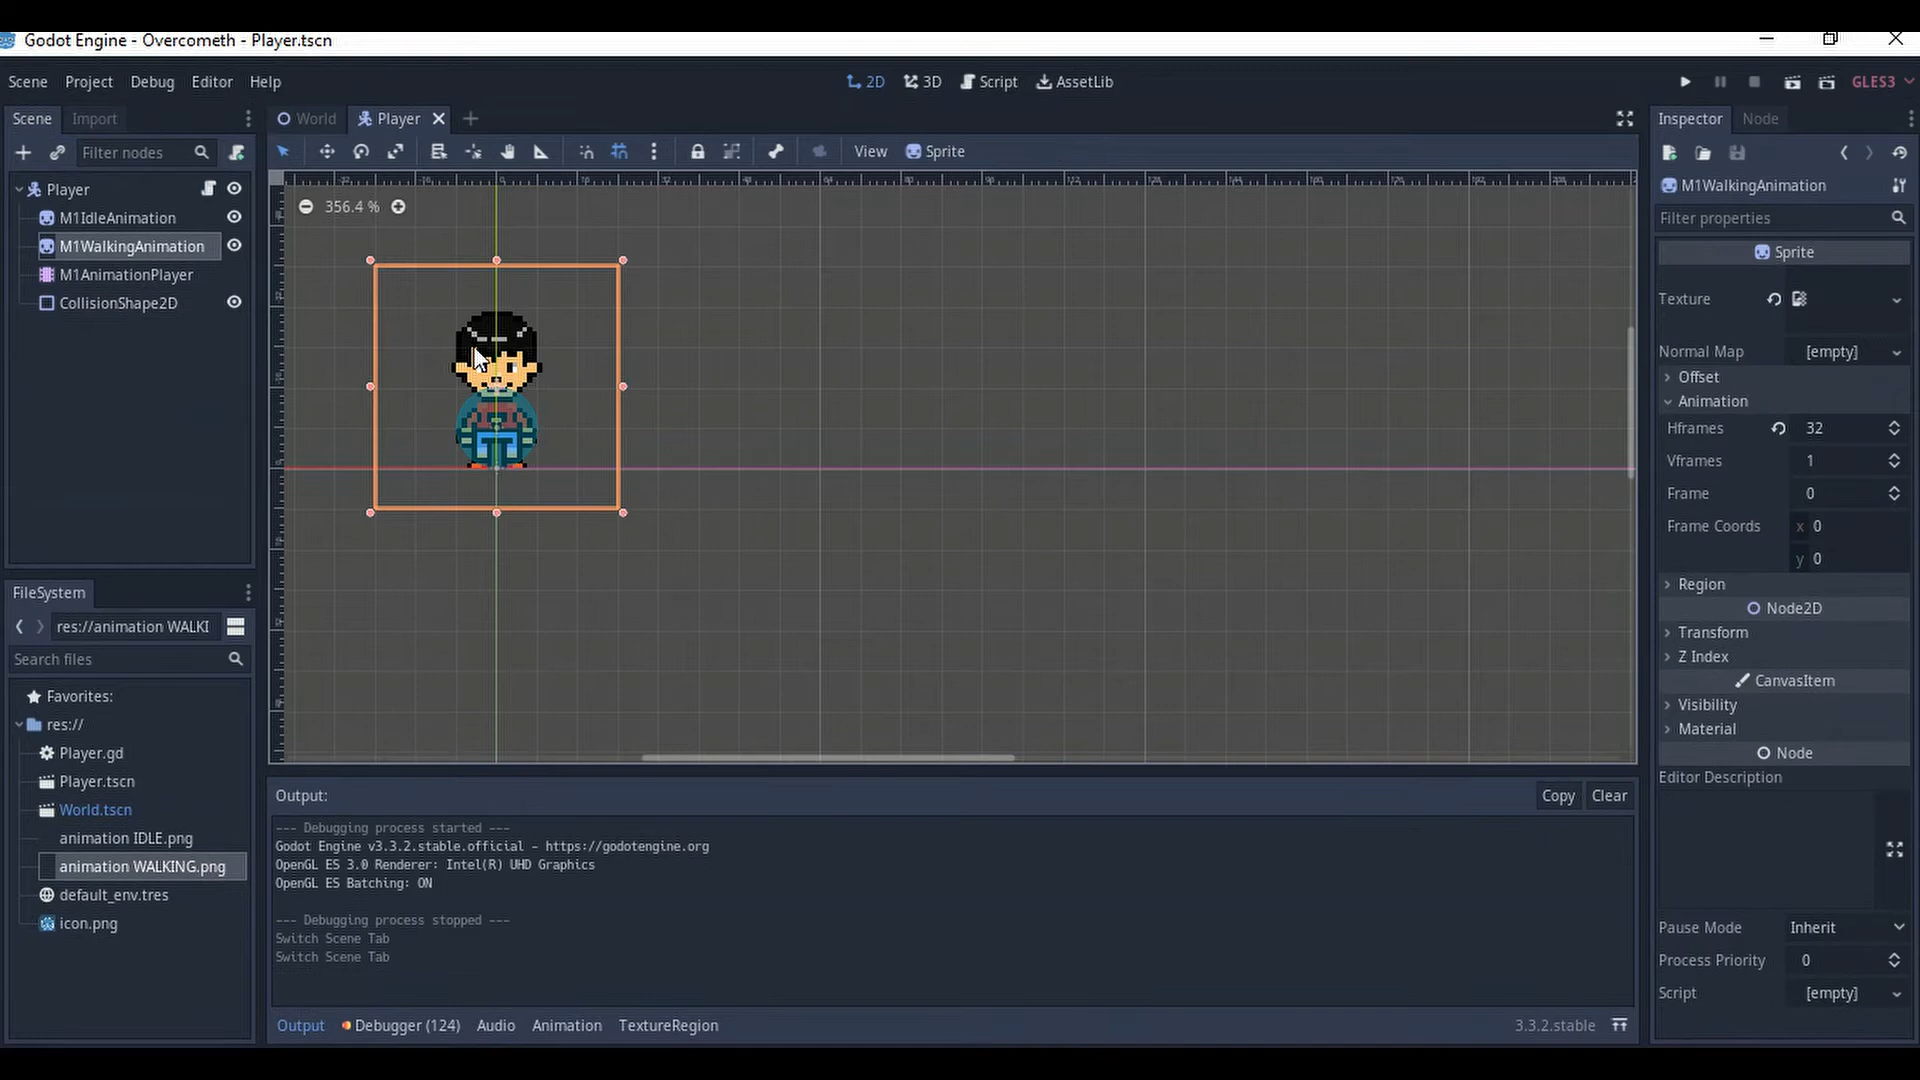 Godot Engine - Overcometh - Player.tscn
Scene Project Debug Editor Help
2D 3D Script AssetLib
GLES3
Scene Import
World Player
Inspector Node
Filter nodes
View Sprite
Player
M1IdleAnimation
M1WalkingAnimation
M1AnimationPlayer
CollisionShape2D
356.4 %
M1WalkingAnimation
Filter properties
Sprite
Texture
Normal Map [empty]
Offset
Animation
Hframes 32
Vframes 1
Frame 0
Frame Coords x 0
y 0
Region
Node2D
Transform
Z Index
CanvasItem
Visibility
Material
Node
Editor Description
Pause Mode Inherit
Process Priority 0
Script [empty]
FileSystem
res://animation WALKI
Search files
Favorites:
res://
Player.gd
Player.tscn
World.tscn
animation IDLE.png
animation WALKING.png
default_env.tres
icon.png
Output:
Copy Clear
--- Debugging process started ---
Godot Engine v3.3.2.stable.official - https://godotengine.org
OpenGL ES 3.0 Renderer: Intel(R) UHD Graphics
OpenGL ES Batching: ON
--- Debugging process stopped ---
Switch Scene Tab
Switch Scene Tab
Output Debugger (124) Audio Animation TextureRegion
3.3.2.stable